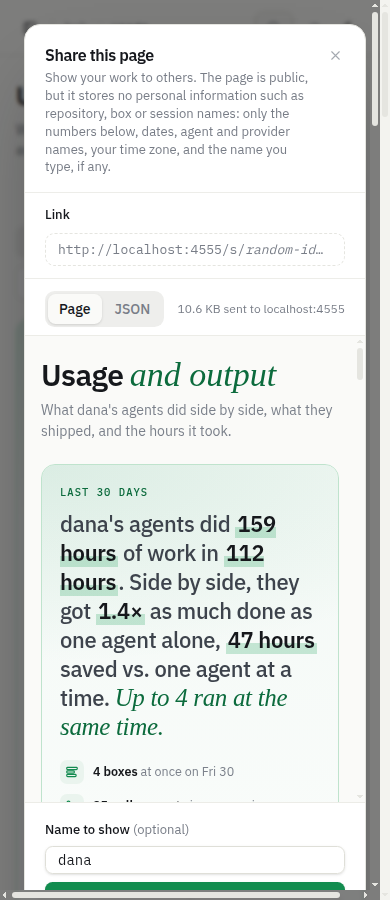 Share this page
×
Show your work to others. The page is public,
but it stores no personal information such as
repository, box or session names: only the
numbers below, dates, agent and provider
names, your time zone, and the name you
type, if any.
Link
http://localhost:4555/s/random-id…
Page JSON 10.6 KB sent to localhost:4555
Usage and output
What dana's agents did side by side, what they
shipped, and the hours it took.
LAST 30 DAYS
dana's agents did 159
hours of work in 112
hours. Side by side, they
got 1.4× as much done as
one agent alone, 47 hours
saved vs. one agent at a
time. Up to 4 ran at the
same time.
4 boxes at once on Fri 30
Name to show (optional)
dana